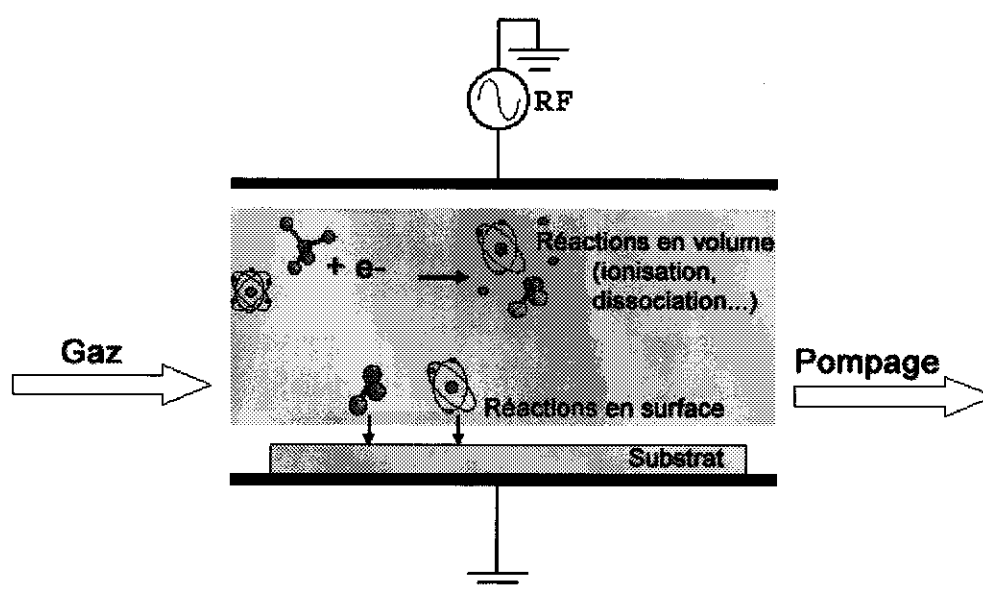 RF
Réactions en volume
+ e-
(ionisation,
dissociation...)
Gaz
Pompage
Réactions en surface
Substrat